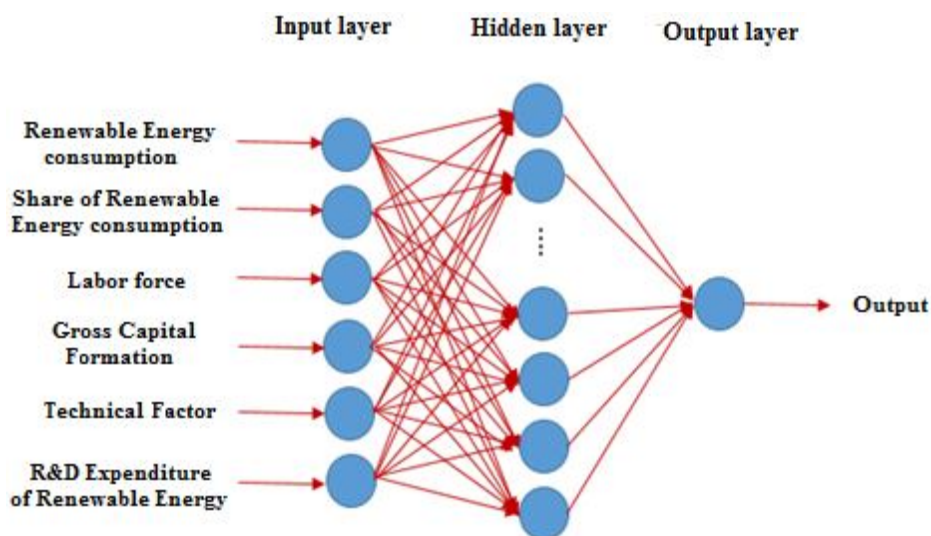 Input layer
Hidden layer
Output layer
Renewable Energy
consumption
Share of Renewable
Energy consumption
Labor force
Gross Capital
Formation
Technical Factor
R&D Expenditure
of Renewable Energy
Output